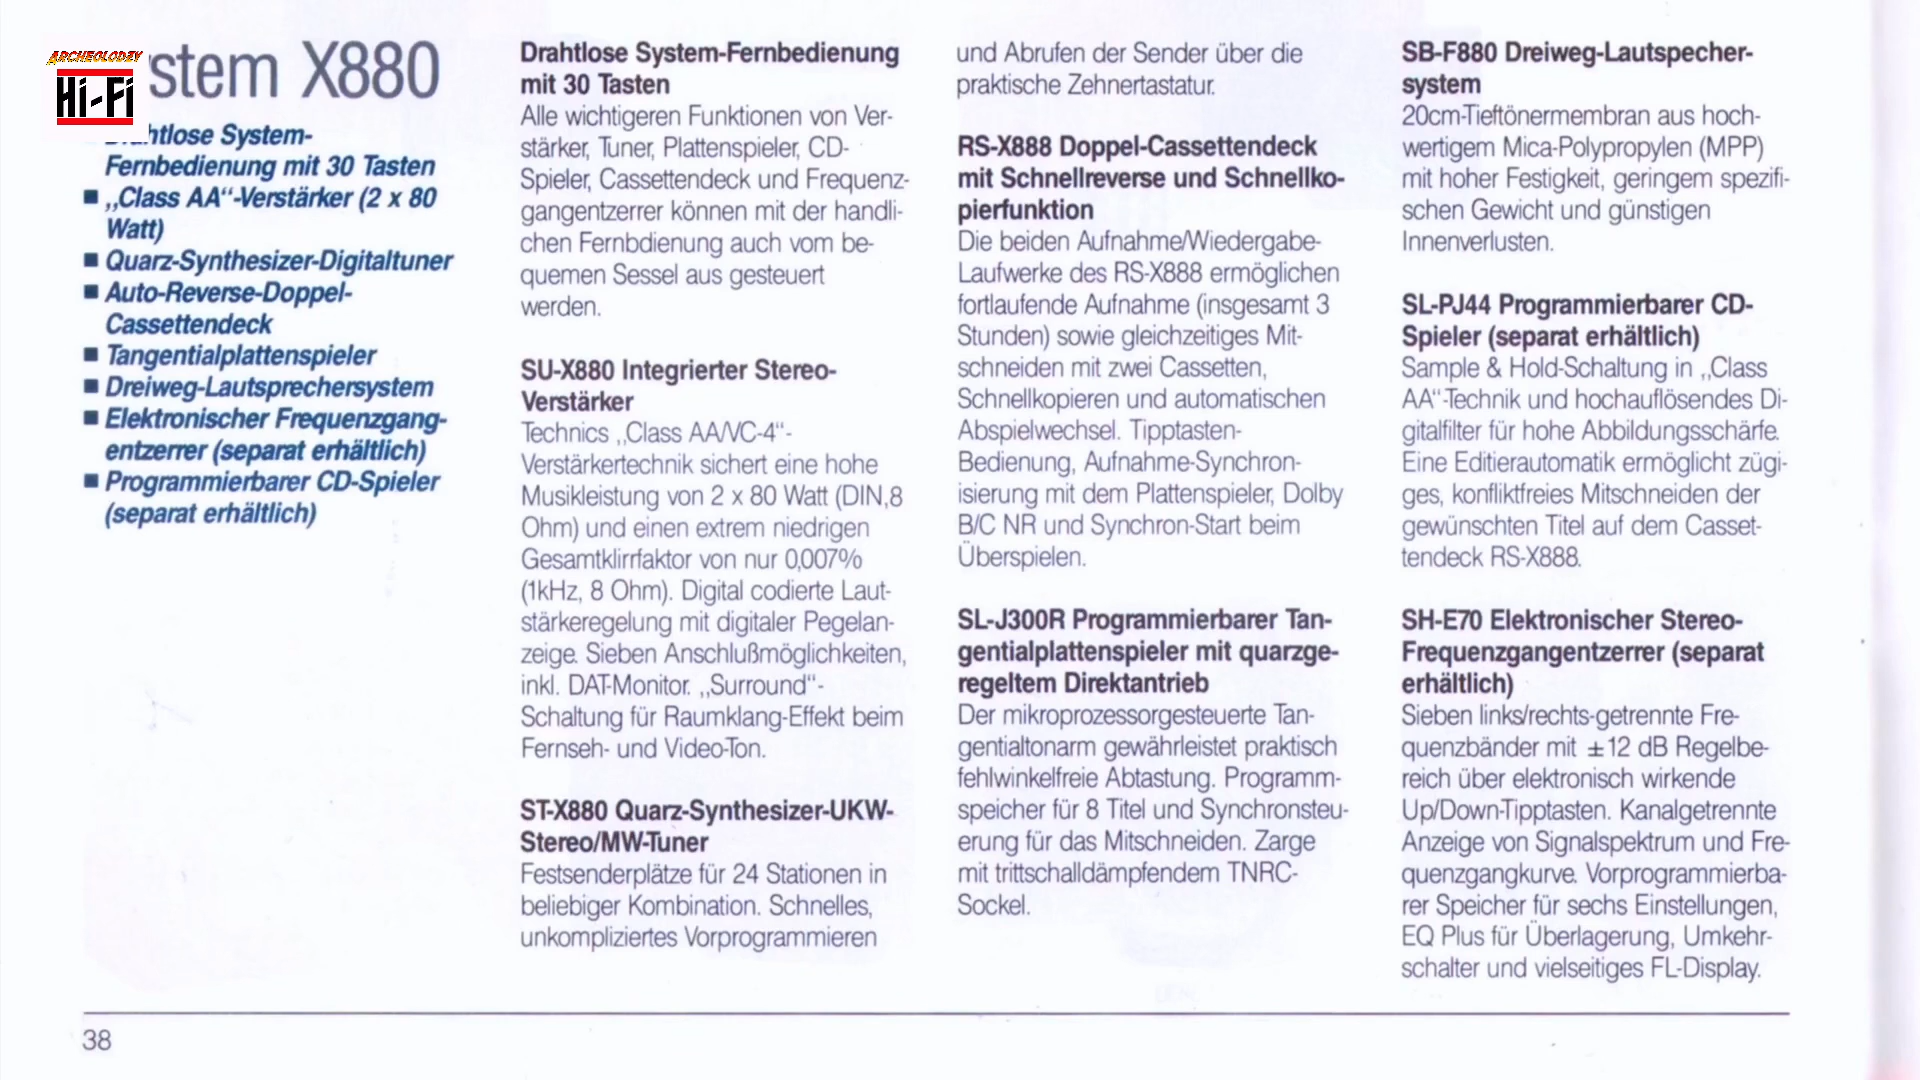 ARCHEOLODZY
Hi-Fi
stem X880
htlose System-
Fernbedienung mit 30 Tasten
■ „Class AA“-Verstärker (2 x 80
Watt)
■ Quarz-Synthesizer-Digitaltuner
■ Auto-Reverse-Doppel-
Cassettendeck
■ Tangentialplattenspieler
■ Dreiweg-Lautsprechersystem
■ Elektronischer Frequenzgang-
entzerrer (separat erhältlich)
■ Programmierbarer CD-Spieler
(separat erhältlich)
Drahtlose System-Fernbedienung
mit 30 Tasten
Alle wichtigeren Funktionen von Ver-
stärker, Tuner, Plattenspieler, CD-
Spieler, Cassettendeck und Frequenz-
gangentzerrer können mit der handli-
chen Fernbdienung auch vom be-
quemen Sessel aus gesteuert
werden.
SU-X880 Integrierter Stereo-
Verstärker
Technics „Class AA/VC-4“-
Verstärkertechnik sichert eine hohe
Musikleistung von 2 x 80 Watt (DIN,8
Ohm) und einen extrem niedrigen
Gesamtklirrfaktor von nur 0,007%
(1kHz, 8 Ohm). Digital codierte Laut-
stärkeregelung mit digitaler Pegelan-
zeige. Sieben Anschlußmöglichkeiten,
inkl. DAT-Monitor. „Surround“-
Schaltung für Raumklang-Effekt beim
Fernseh- und Video-Ton.
ST-X880 Quarz-Synthesizer-UKW-
Stereo/MW-Tuner
Festsenderplätze für 24 Stationen in
beliebiger Kombination. Schnelles,
unkompliziertes Vorprogrammieren
und Abrufen der Sender über die
praktische Zehnertastatur.
RS-X888 Doppel-Cassettendeck
mit Schnellreverse und Schnellko-
pierfunktion
Die beiden Aufnahme/Wiedergabe-
Laufwerke des RS-X888 ermöglichen
fortlaufende Aufnahme (insgesamt 3
Stunden) sowie gleichzeitiges Mit-
schneiden mit zwei Cassetten,
Schnellkopieren und automatischen
Abspielwechsel. Tipptasten-
Bedienung, Aufnahme-Synchron-
isierung mit dem Plattenspieler, Dolby
B/C NR und Synchron-Start beim
Überspielen.
SL-J300R Programmierbarer Tan-
gentialplattenspieler mit quarzge-
regeltem Direktantrieb
Der mikroprozessorgesteuerte Tan-
gentialtonarm gewährleistet praktisch
fehlwinkelfreie Abtastung. Programm-
speicher für 8 Titel und Synchronsteu-
erung für das Mitschneiden. Zarge
mit trittschalldämpfendem TNRC-
Sockel.
SB-F880 Dreiweg-Lautspecher-
system
20cm-Tieftönermembran aus hoch-
wertigem Mica-Polypropylen (MPP)
mit hoher Festigkeit, geringem spezifi-
schen Gewicht und günstigen
Innenverlusten.
SL-PJ44 Programmierbarer CD-
Spieler (separat erhältlich)
Sample & Hold-Schaltung in „Class
AA“-Technik und hochauflösendes Di-
gitalfilter für hohe Abbildungsschärfe.
Eine Editierautomatik ermöglicht zügi-
ges, konfliktfreies Mitschneiden der
gewünschten Titel auf dem Casset-
tendeck RS-X888.
SH-E70 Elektronischer Stereo-
Frequenzgangentzerrer (separat
erhältlich)
Sieben links/rechts-getrennte Fre-
quenzbänder mit ±12 dB Regelbe-
reich über elektronisch wirkende
Up/Down-Tipptasten. Kanalgetrennte
Anzeige von Signalspektrum und Fre-
quenzgangkurve. Vorprogrammierba-
rer Speicher für sechs Einstellungen,
EQ Plus für Überlagerung, Umkehr-
schalter und vielseitiges FL-Display.
38